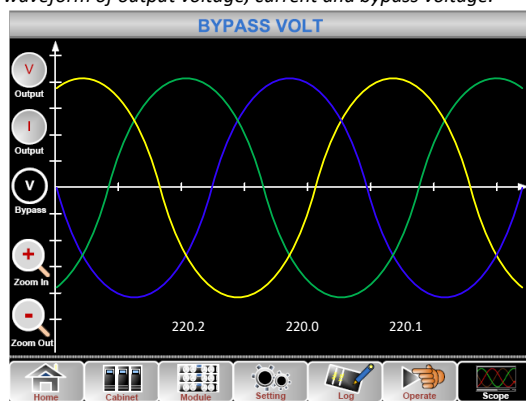 waveform of output voltage, current and bypass voltage.
BYPASS VOLT
V
Output
I
Output
V
Bypass
+
Zoom In
-
Zoom Out
220.2 220.0 220.1
Home Cabinet Module Setting Log Operate Scope